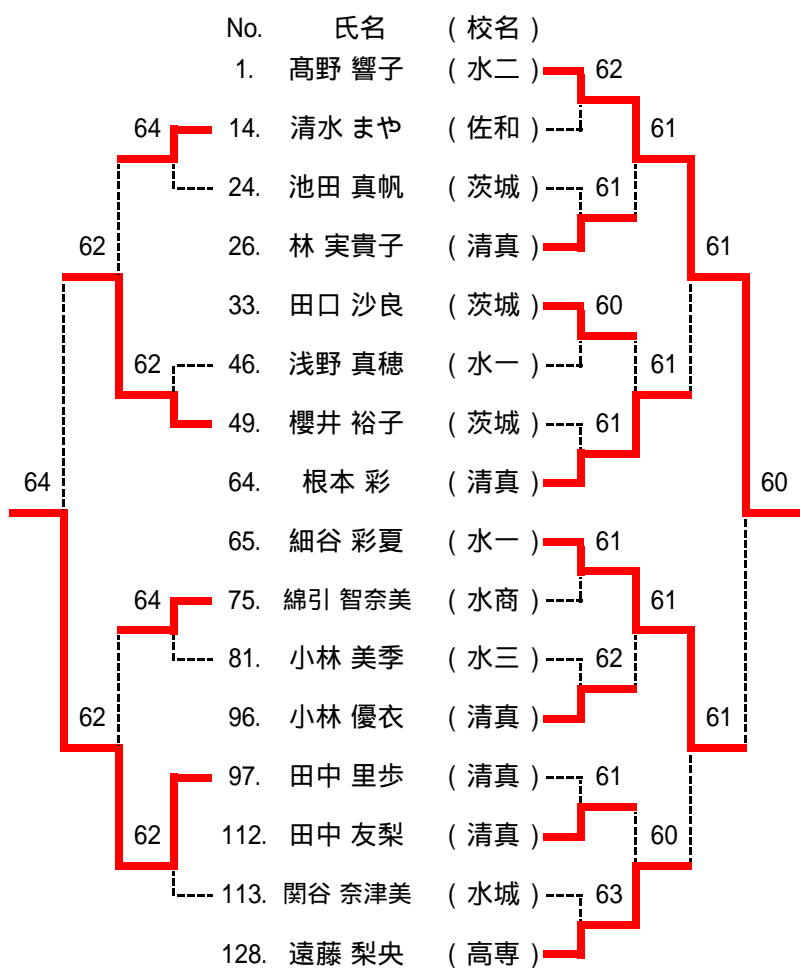 No. 氏名 (校名)
1. 髙野 響子 (水二) 62
64 14. 清水 まや (佐和) 61
24. 池田 真帆 (茨城) 61
62 26. 林 実貴子 (清真) 61
33. 田口 沙良 (茨城) 60
62 46. 浅野 真穂 (水一) 61
49. 櫻井 裕子 (茨城) 61
64 64. 根本 彩 (清真) 60
65. 細谷 彩夏 (水一) 61
64 75. 綿引 智奈美 (水商) 61
81. 小林 美季 (水三) 62
62 96. 小林 優衣 (清真) 61
97. 田中 里歩 (清真) 61
62 112. 田中 友梨 (清真) 60
113. 関谷 奈津美 (水城) 63
128. 遠藤 梨央 (高専)